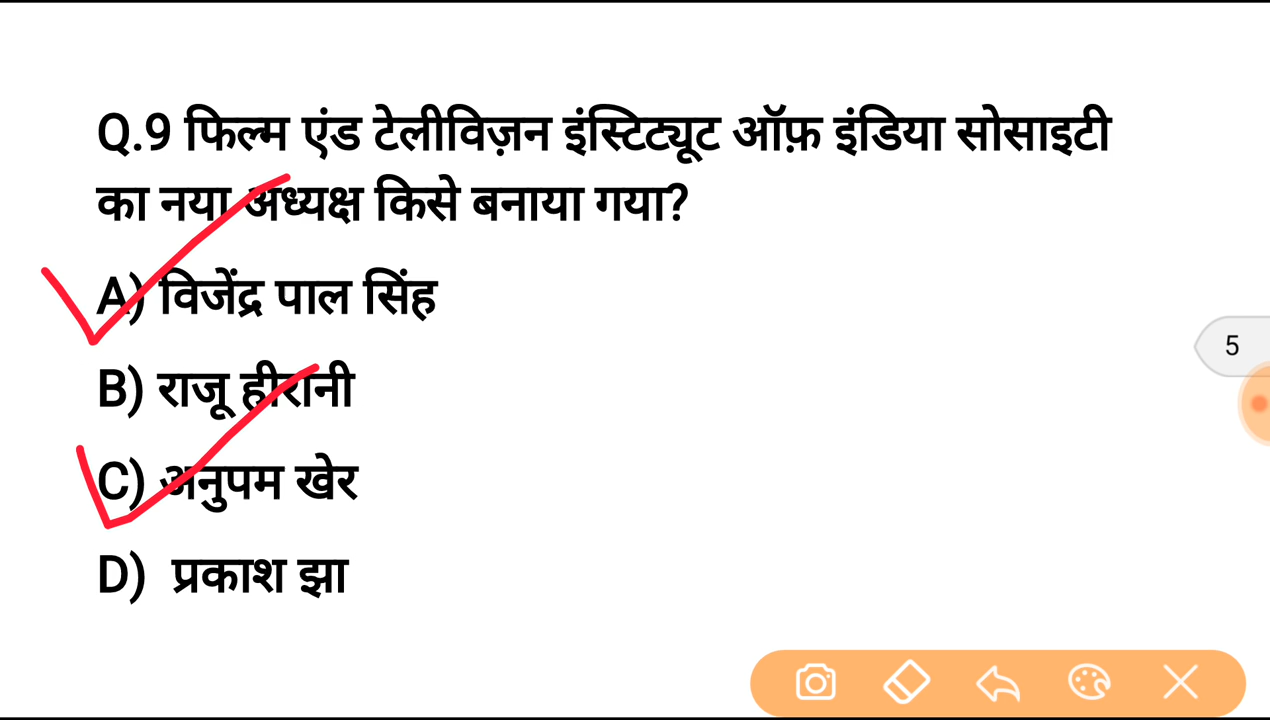 Q.9 फिल्म एंड टेलीविज़न इंस्टिट्यूट ऑफ़ इंडिया सोसाइटी
का नया अध्यक्ष किसे बनाया गया?
A) विजेंद्र पाल सिंह
B) राजू हीरानी
C) अनुपम खेर
D) प्रकाश झा
5